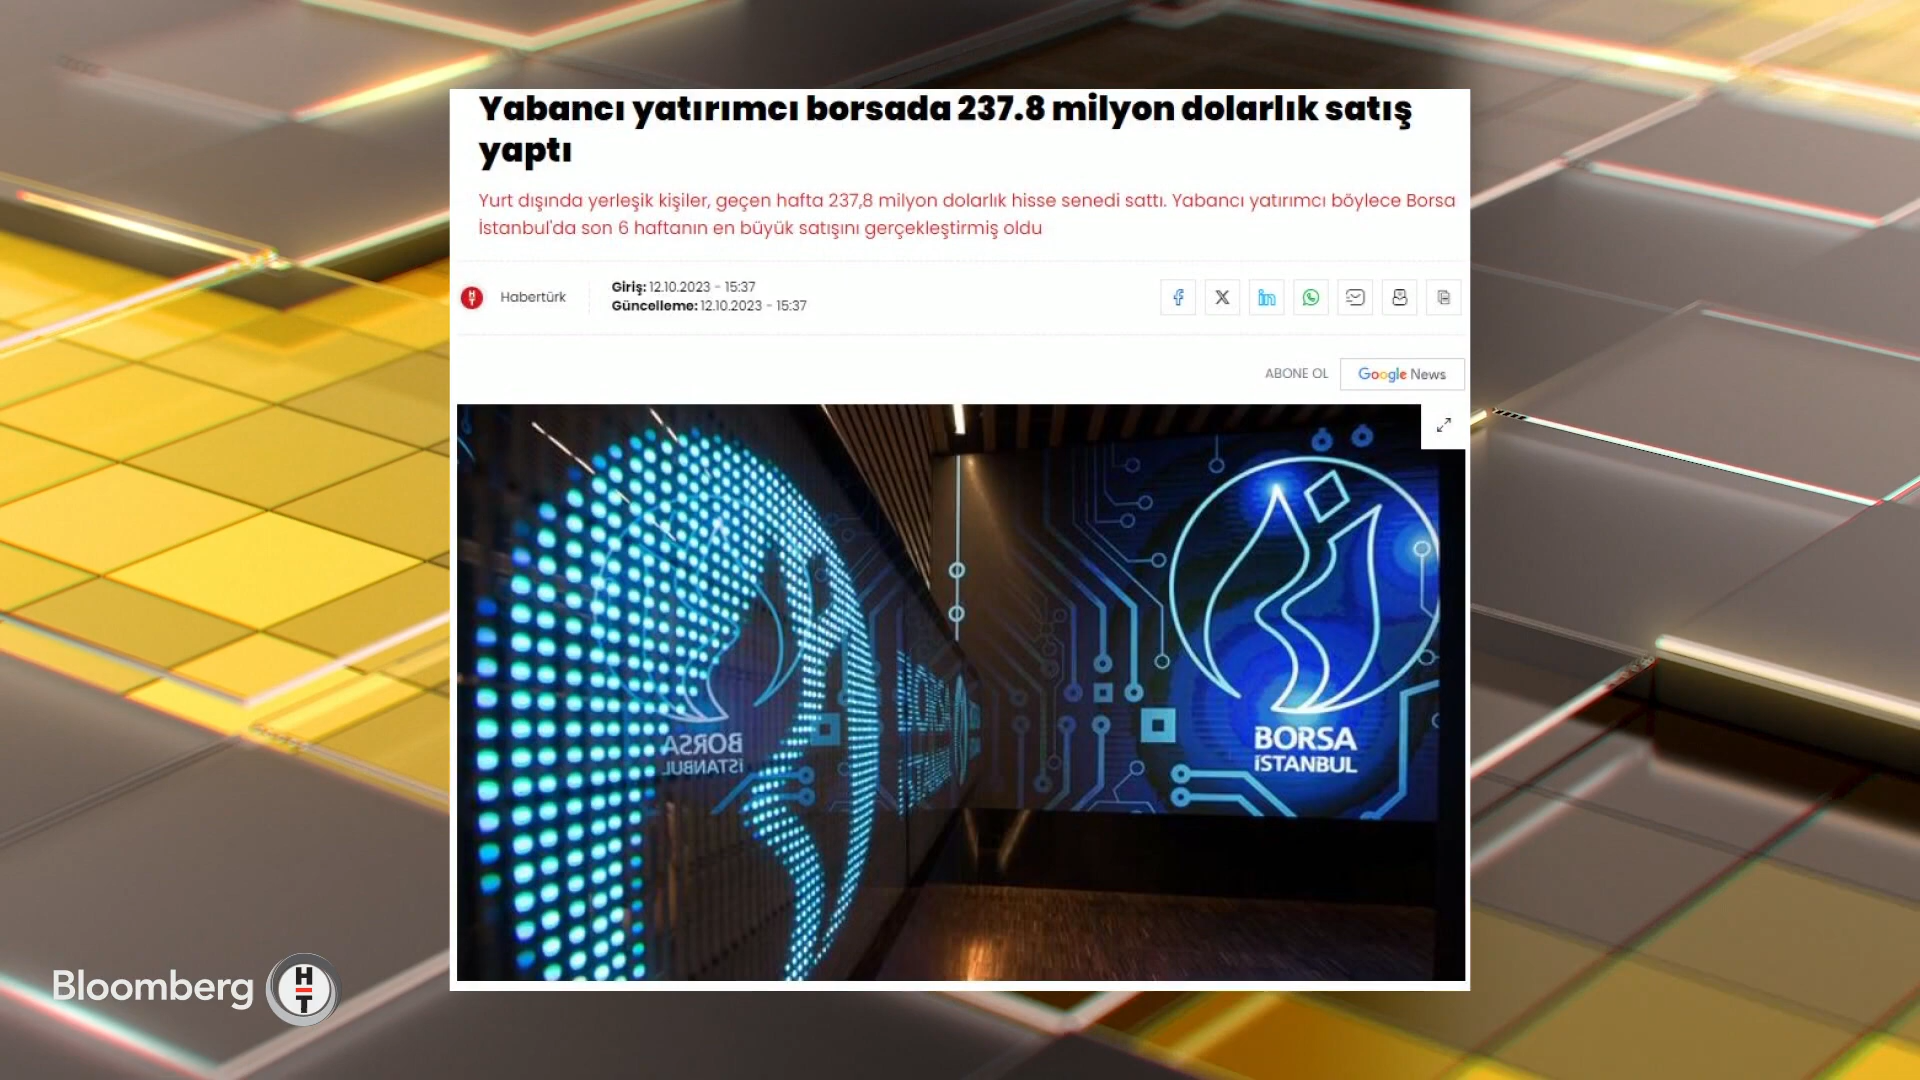 Yabancı yatırımcı borsada 237.8 milyon dolarlık satış
yaptı
Yurt dışında yerleşik kişiler, geçen hafta 237,8 milyon dolarlık hisse senedi sattı. Yabancı yatırımcı böylece Borsa
İstanbul'da son 6 haftanın en büyük satışını gerçekleştirmiş oldu
Habertürk
Giriş: 12.10.2023 - 15:37
Güncelleme: 12.10.2023 - 15:37
ABONE OL
Google News
BORSA
İSTANBUL
BORSA
İSTANBUL
Bloomberg HT